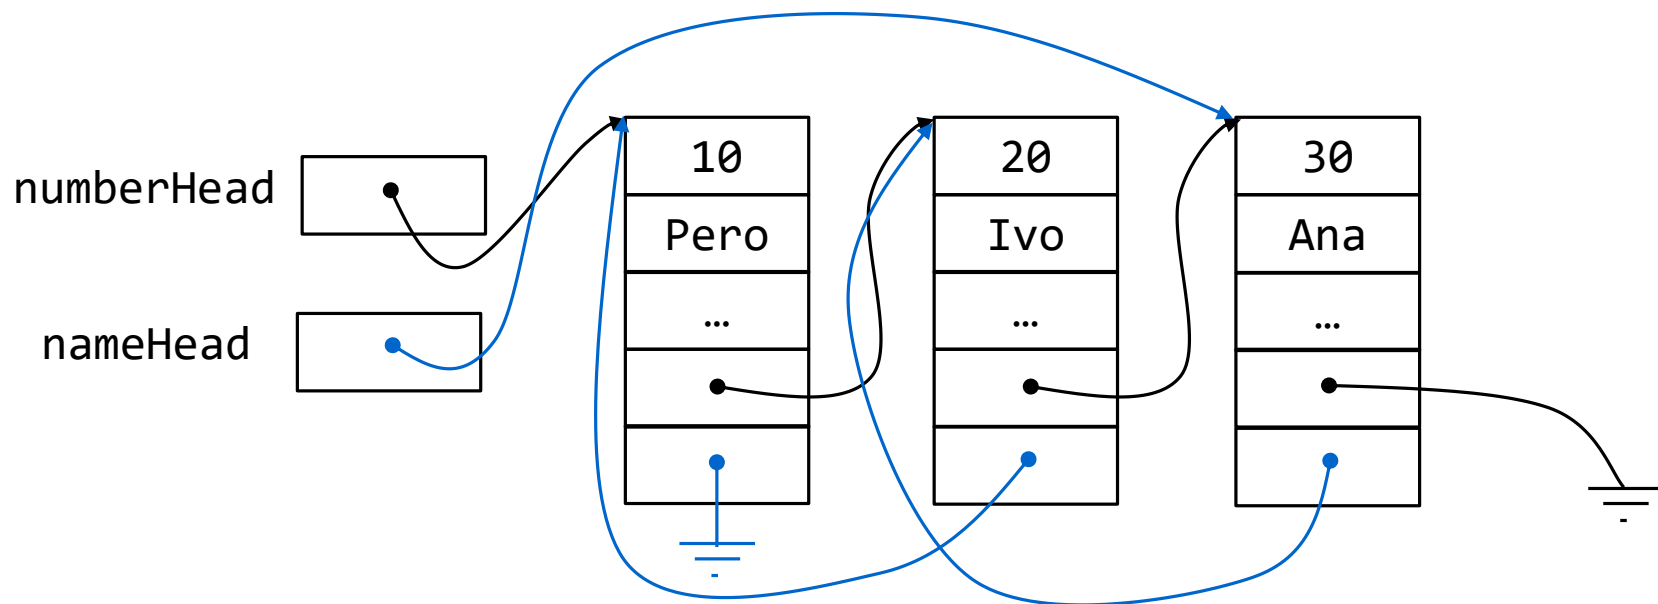 numberHead
nameHead
10
Pero
…
20
Ivo
…
30
Ana
…